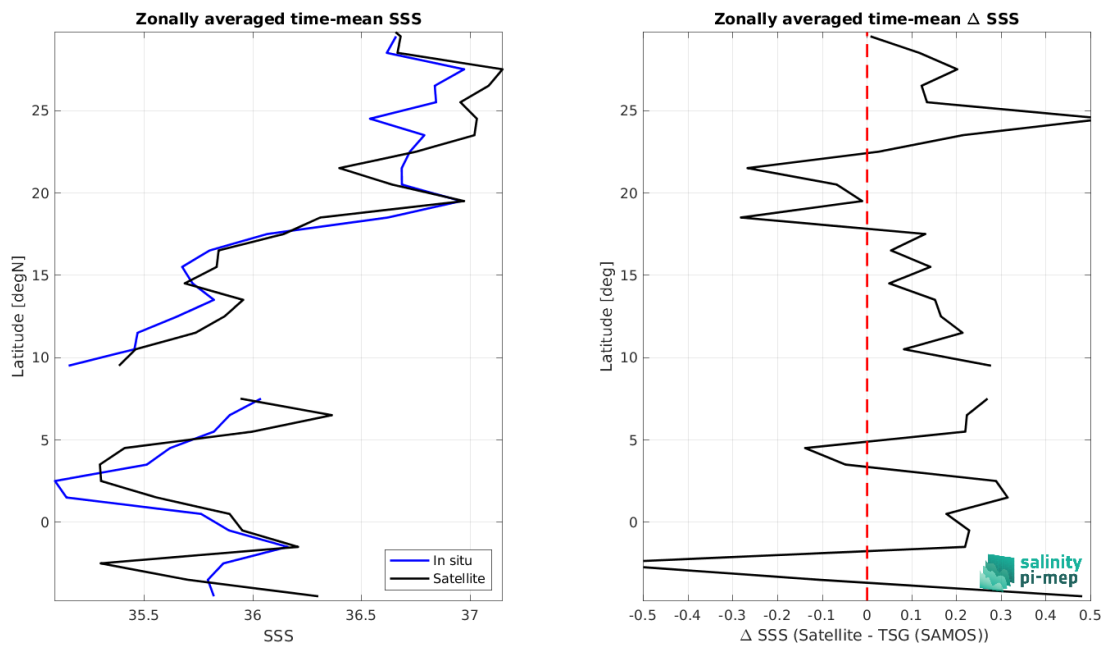 Zonally averaged time-mean SSS
25
20
15
10
5
0
Latitude [degN]
35.5
36
36.5
37
SSS
In situ
Satellite
Zonally averaged time-mean Δ SSS
25
20
15
10
5
0
Latitude [deg]
-0.5
-0.4
-0.3
-0.2
-0.1
0
0.1
0.2
0.3
0.4
0.5
Δ SSS (Satellite - TSG (SAMOS))
salinity
pi-mep